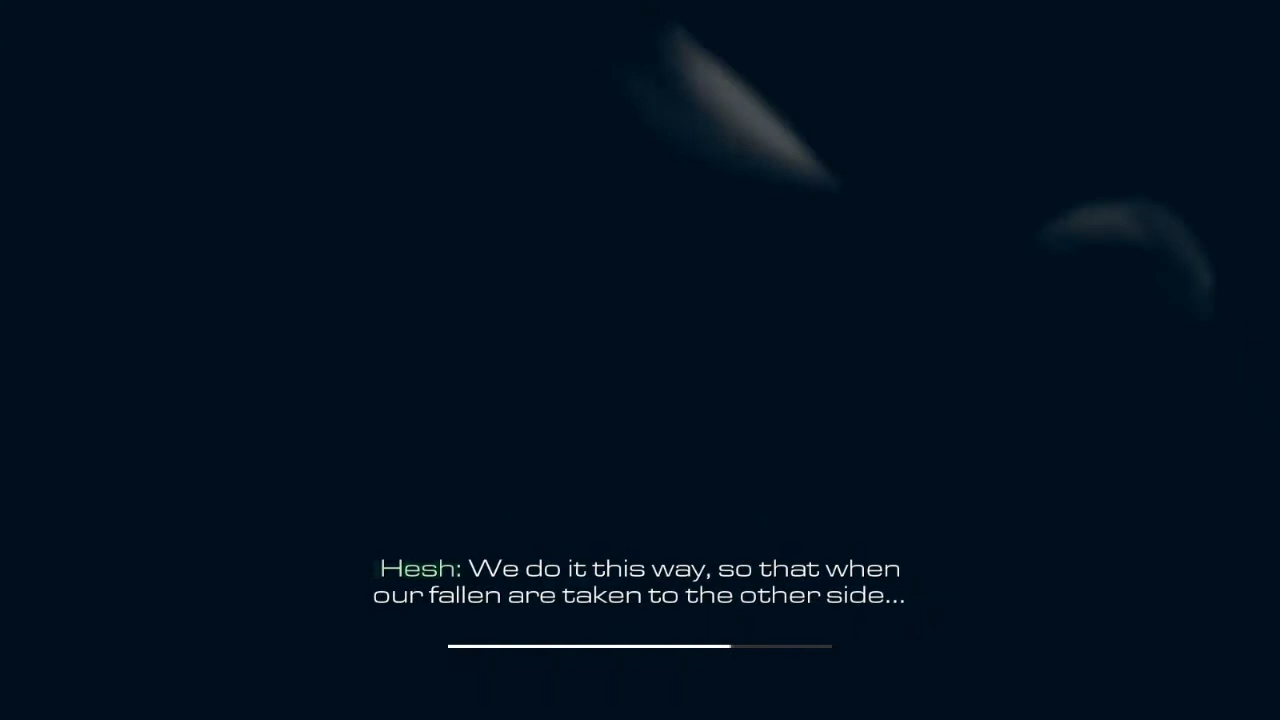 Hesh: We do it this way, so that when
our fallen are taken to the other side...